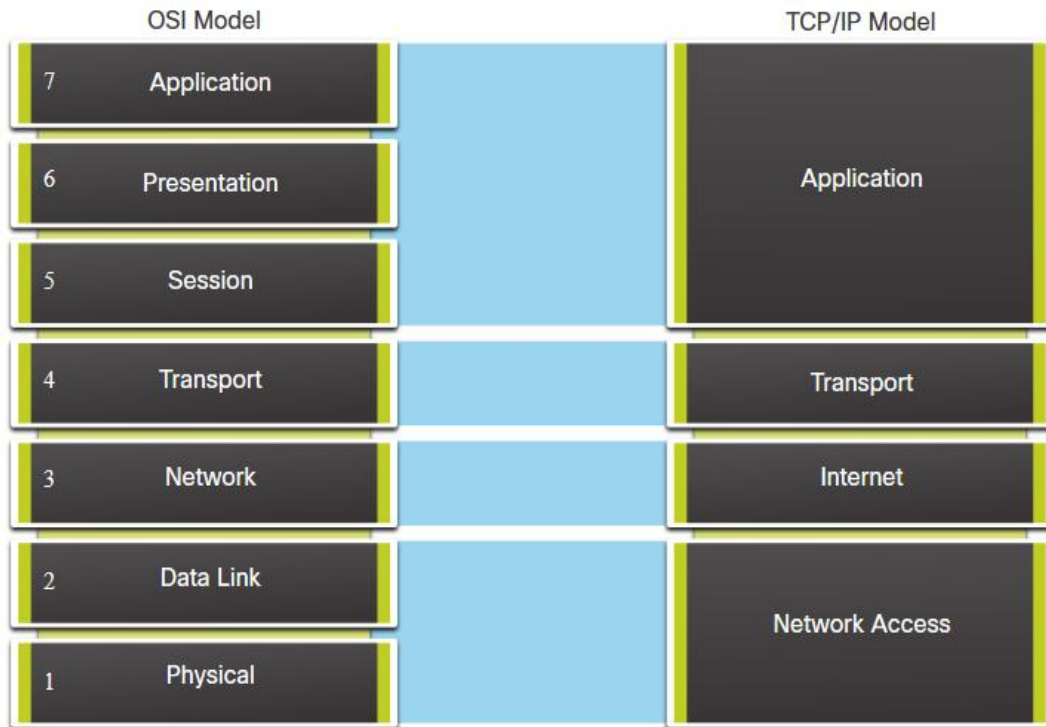 OSI Model
TCP/IP Model
7 Application
6 Presentation
5 Session
Application
4 Transport
Transport
3 Network
Internet
2 Data Link
1 Physical
Network Access